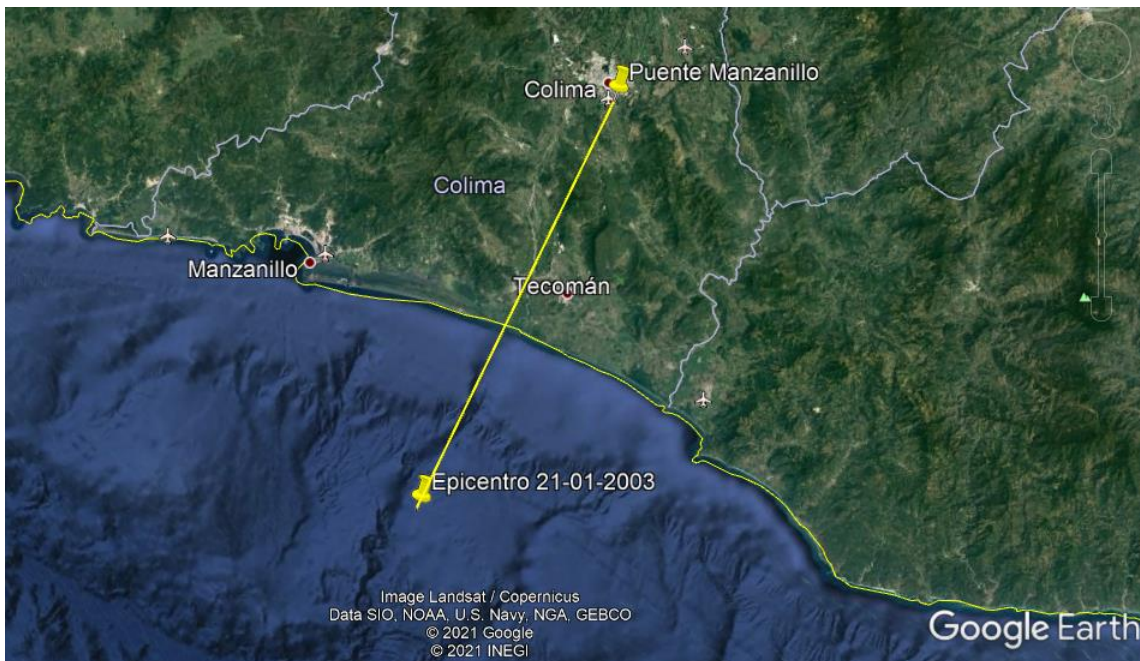 Puente Manzanillo
Colima
Colima
Manzanillo
Tecomán
Epicentro 21-01-2003
Image Landsat / Copernicus
Data SIO, NOAA, U.S. Navy, NGA, GEBCO
© 2021 Google
© 2021 INEGI
Google Earth